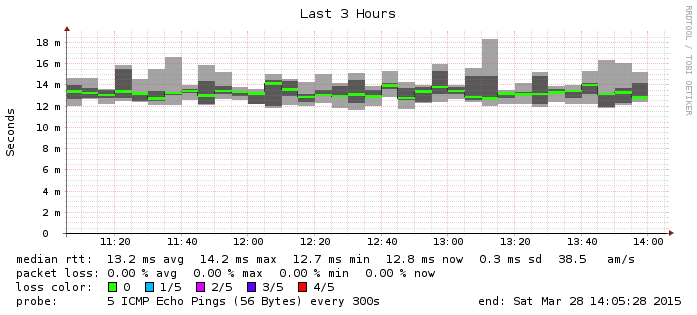 Last 3 Hours
RRDTOOL / TOBI OETIKER
Seconds
18 m
16 m
14 m
12 m
10 m
8 m
6 m
4 m
2 m
0
11:20 11:40 12:00 12:20 12:40 13:00 13:20 13:40 14:00
median rtt: 13.2 ms avg 14.2 ms max 12.7 ms min 12.8 ms now 0.3 ms sd 38.5 am/s
packet loss: 0.00 % avg 0.00 % max 0.00 % min 0.00 % now
loss color: 0 1/5 2/5 3/5 4/5
probe: 5 ICMP Echo Pings (56 Bytes) every 300s end: Sat Mar 28 14:05:28 2015